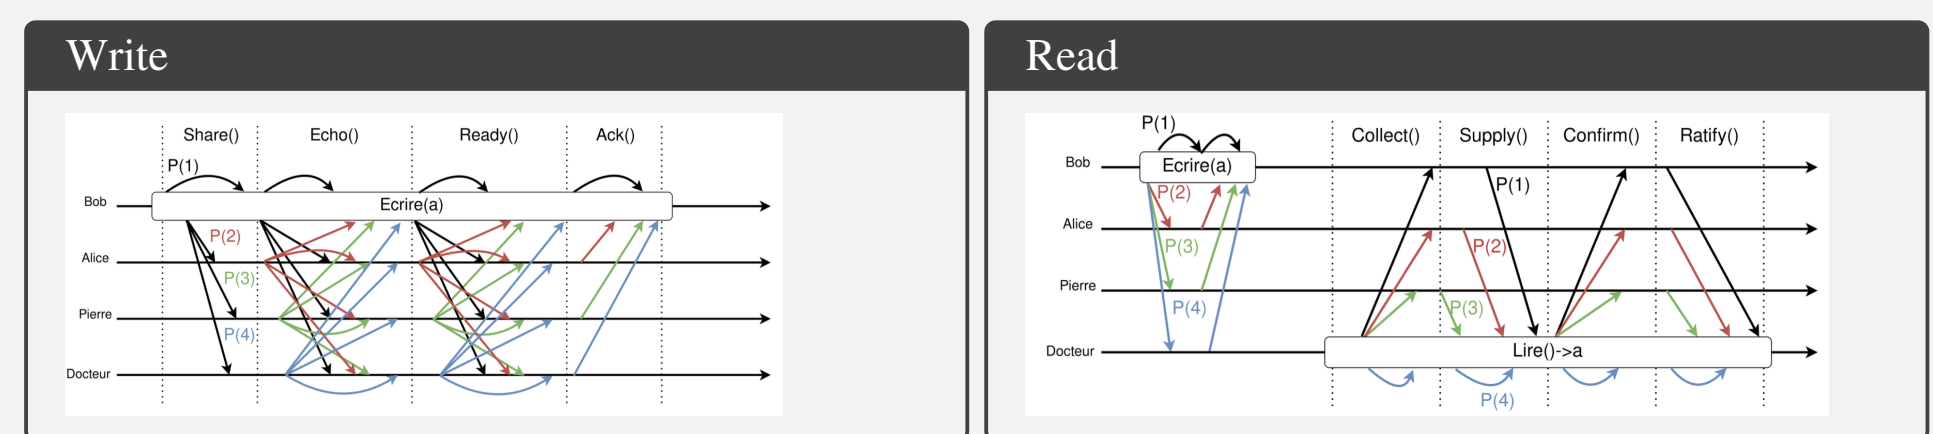 Write
Share() Echo() Ready() Ack()
P(1)
Bob Ecrire(a)
P(2)
Alice
P(3)
Pierre
P(4)
Docteur
Read
P(1)
Collect() Supply() Confirm() Ratify()
Bob Ecrire(a)
P(1)
P(2)
Alice
P(3) P(2)
Pierre
P(4) P(3)
Docteur Lire()->a
P(4)